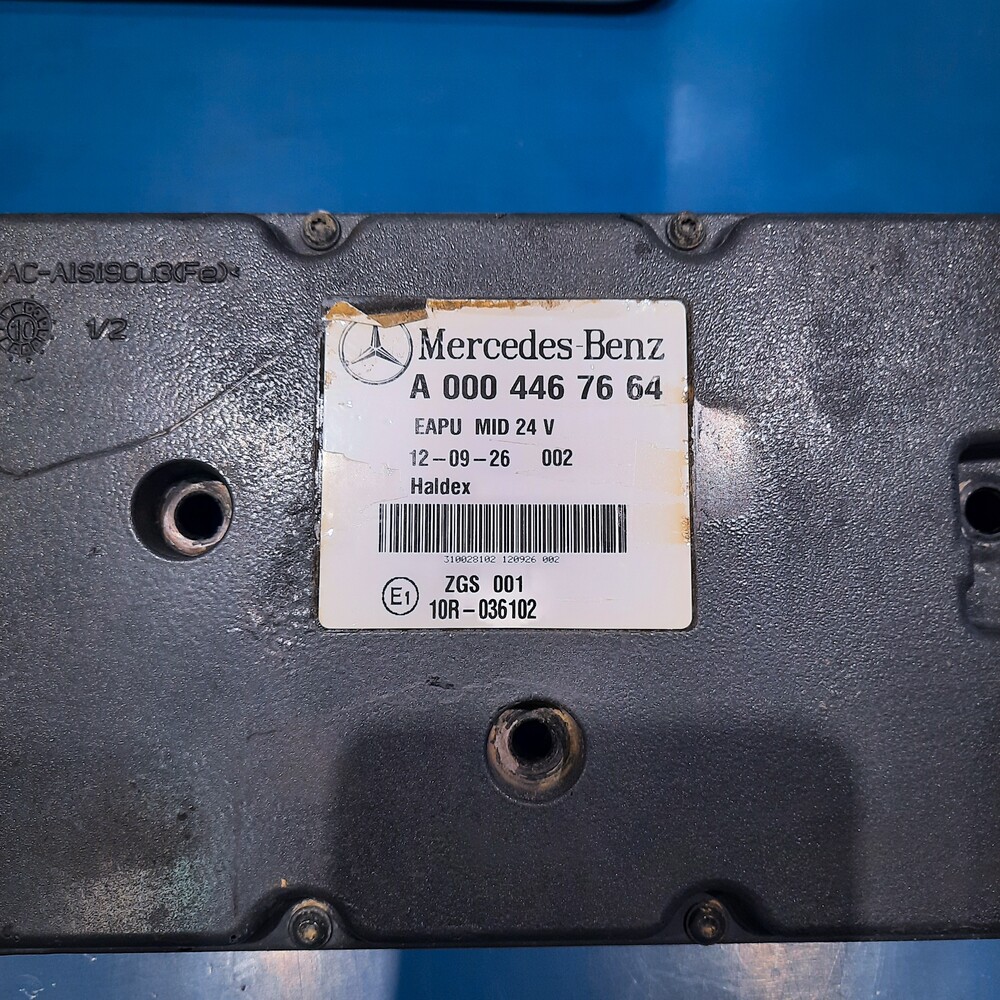 AC-AlSi9Cu3(Fe)
10
1/2
Mercedes-Benz
A 000 446 76 64
EAPU MID 24 V
12-09-26 002
Haldex
310028102 120926 002
ZGS 001
E1
10R-036102